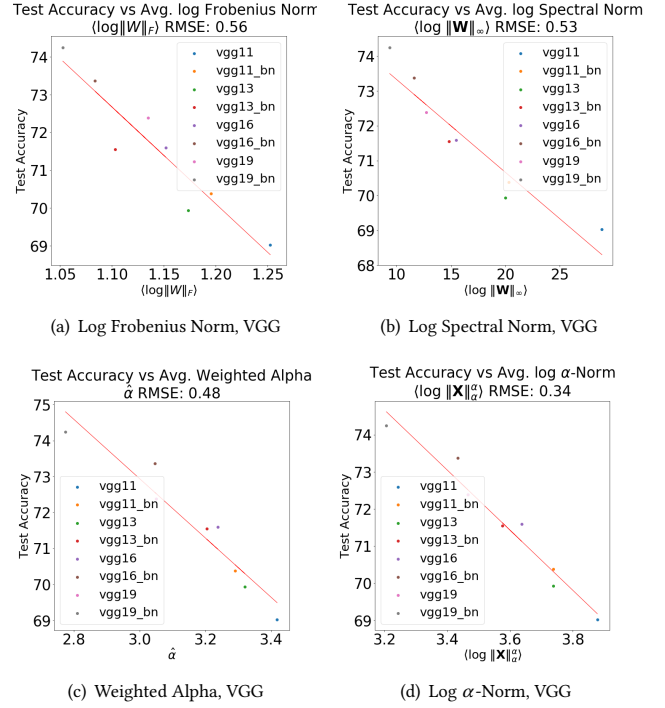 Test Accuracy vs Avg. log Frobenius Norm
⟨log‖W‖F⟩ RMSE: 0.56
Test Accuracy
74
73
72
71
70
69
vgg11
vgg11_bn
vgg13
vgg13_bn
vgg16
vgg16_bn
vgg19
vgg19_bn
1.05 1.10 1.15 1.20 1.25
⟨log‖W‖F⟩
(a) Log Frobenius Norm, VGG
Test Accuracy vs Avg. log Spectral Norm
⟨log ‖W‖∞⟩ RMSE: 0.53
Test Accuracy
74
73
72
71
70
69
68
vgg11
vgg11_bn
vgg13
vgg13_bn
vgg16
vgg16_bn
vgg19
vgg19_bn
10 15 20 25
⟨log ‖W‖∞⟩
(b) Log Spectral Norm, VGG
Test Accuracy vs Avg. Weighted Alpha
α̂ RMSE: 0.48
Test Accuracy
75
74
73
72
71
70
69
vgg11
vgg11_bn
vgg13
vgg13_bn
vgg16
vgg16_bn
vgg19
vgg19_bn
2.8 3.0 3.2 3.4
α̂
(c) Weighted Alpha, VGG
Test Accuracy vs Avg. log α-Norm
⟨log ‖X‖αα⟩ RMSE: 0.34
Test Accuracy
74
73
72
71
70
69
vgg11
vgg11_bn
vgg13
vgg13_bn
vgg16
vgg16_bn
vgg19
vgg19_bn
3.2 3.4 3.6 3.8
⟨log ‖X‖αα⟩
(d) Log α-Norm, VGG